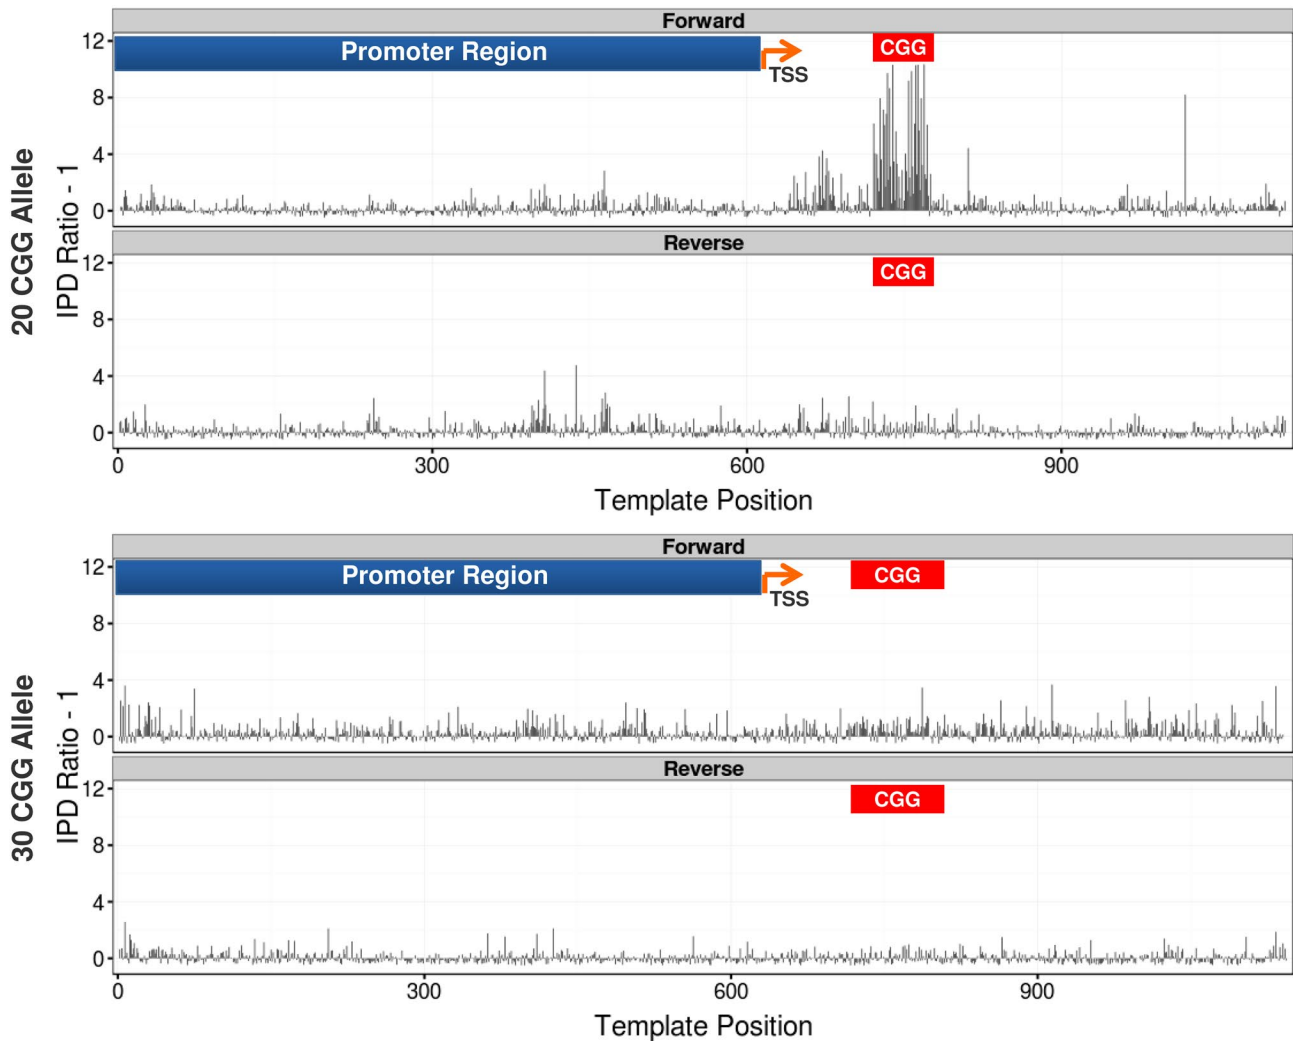 Forward
20 CGG Allele
IPD Ratio - 1
12
8
4
0
Promoter Region
TSS
CGG
Reverse
12
8
4
0
CGG
0 300 600 900
Template Position
Forward
30 CGG Allele
IPD Ratio - 1
12
8
4
0
Promoter Region
TSS
CGG
Reverse
12
8
4
0
CGG
0 300 600 900
Template Position